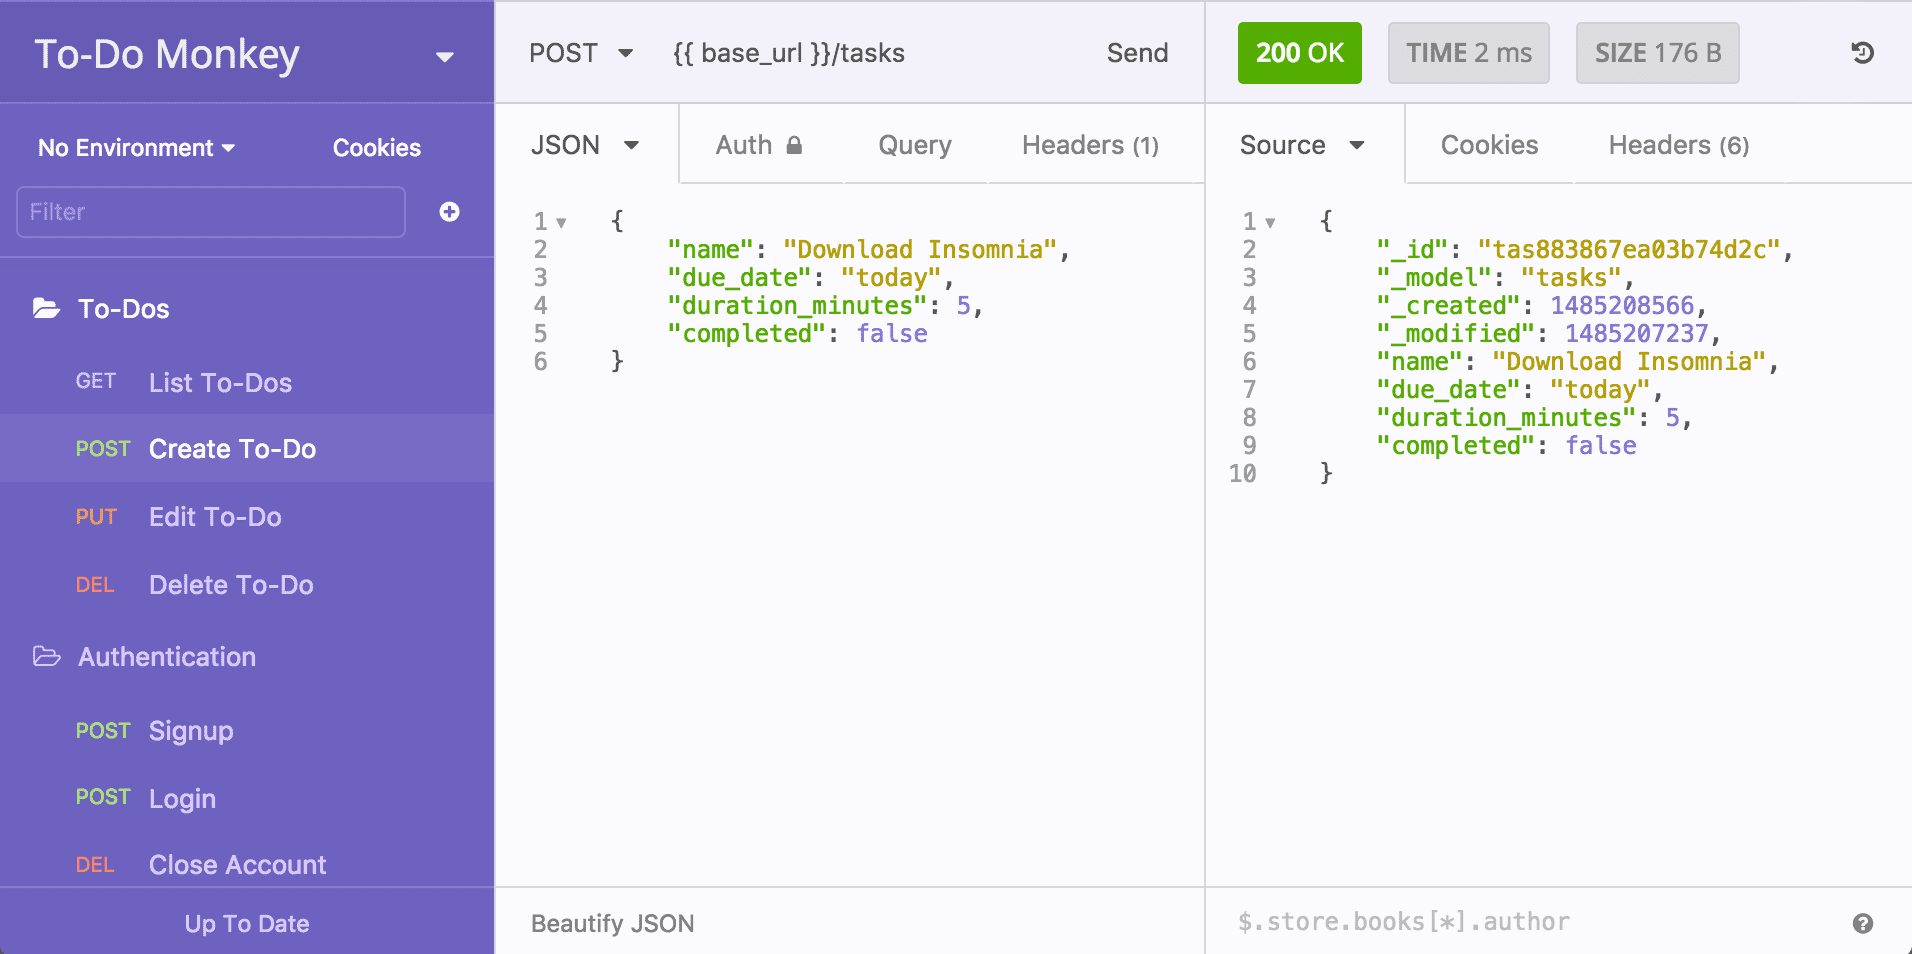 To-Do Monkey
No Environment
Cookies
Filter
To-Dos
GET List To-Dos
POST Create To-Do
PUT Edit To-Do
DEL Delete To-Do
Authentication
POST Signup
POST Login
DEL Close Account
Up To Date
POST {{ base_url }}/tasks Send
JSON Auth Query Headers (1)
1 {
2 "name": "Download Insomnia",
3 "due_date": "today",
4 "duration_minutes": 5,
5 "completed": false
6 }
Beautify JSON
200 OK TIME 2 ms SIZE 176 B
Source Cookies Headers (6)
1 {
2 "_id": "tas883867ea03b74d2c",
3 "_model": "tasks",
4 "_created": 1485208566,
5 "_modified": 1485207237,
6 "name": "Download Insomnia",
7 "due_date": "today",
8 "duration_minutes": 5,
9 "completed": false
10 }
$.store.books[*].author